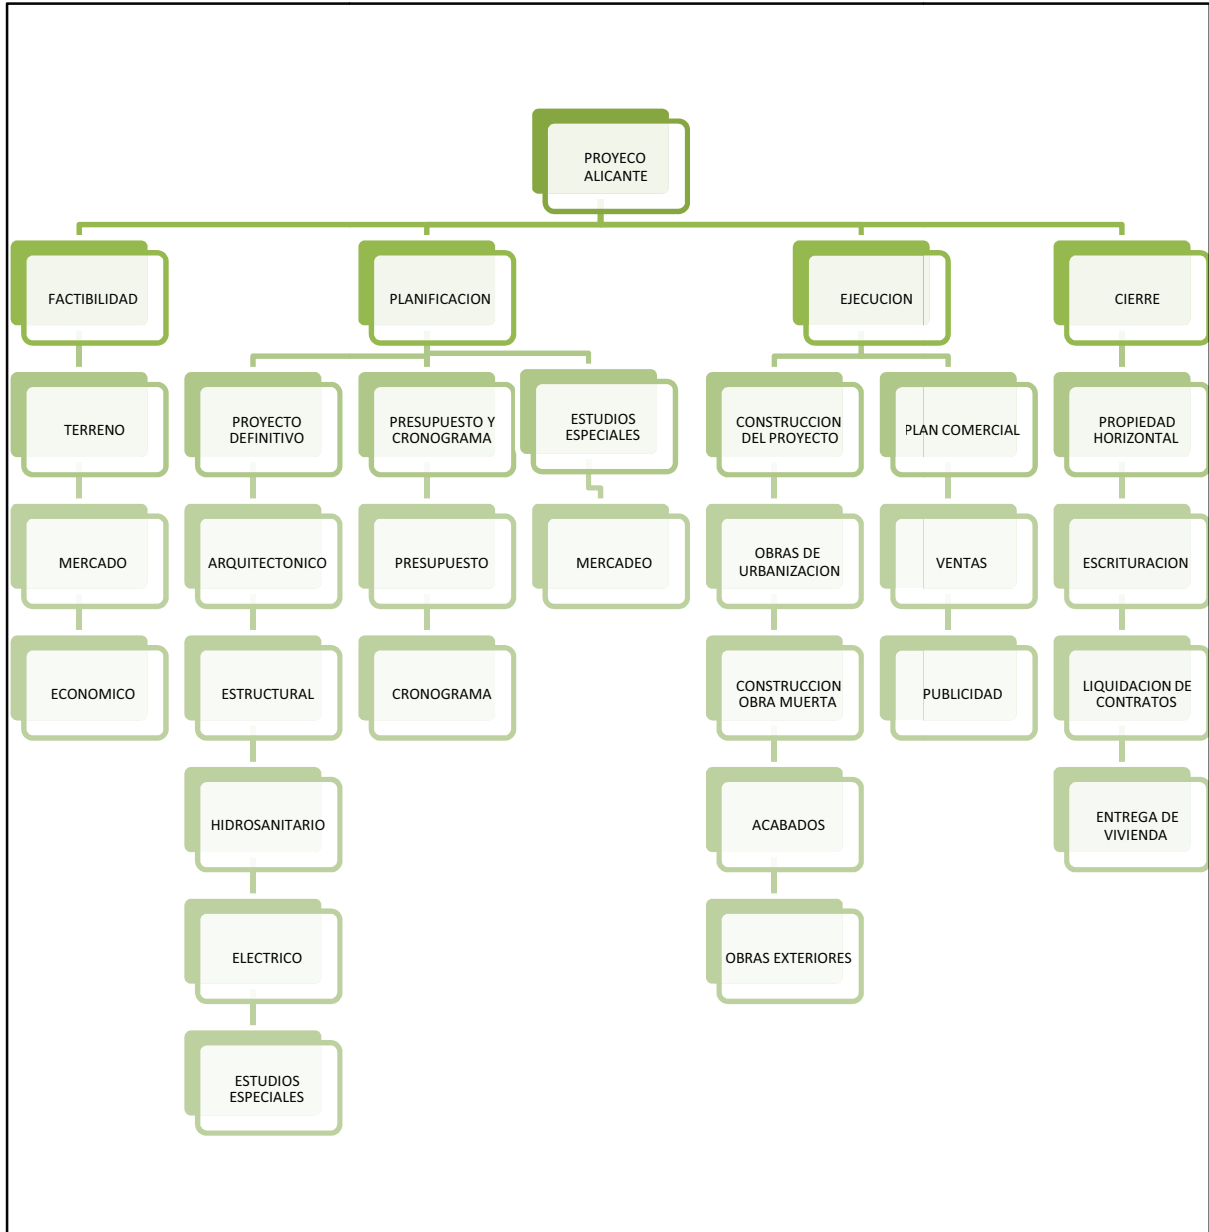 PROYECO
ALICANTE
FACTIBILIDAD
PLANIFICACION
EJECUCION
CIERRE
TERRENO
PROYECTO
DEFINITIVO
PRESUPUESTO Y
CRONOGRAMA
ESTUDIOS
ESPECIALES
CONSTRUCCION
DEL PROYECTO
PLAN COMERCIAL
PROPIEDAD
HORIZONTAL
MERCADO
ARQUITECTONICO
PRESUPUESTO
MERCADEO
OBRAS DE
URBANIZACION
VENTAS
ESCRITURACION
ECONOMICO
ESTRUCTURAL
CRONOGRAMA
CONSTRUCCION
OBRA MUERTA
PUBLICIDAD
LIQUIDACION DE
CONTRATOS
HIDROSANITARIO
ACABADOS
ENTREGA DE
VIVIENDA
ELECTRICO
OBRAS EXTERIORES
ESTUDIOS
ESPECIALES